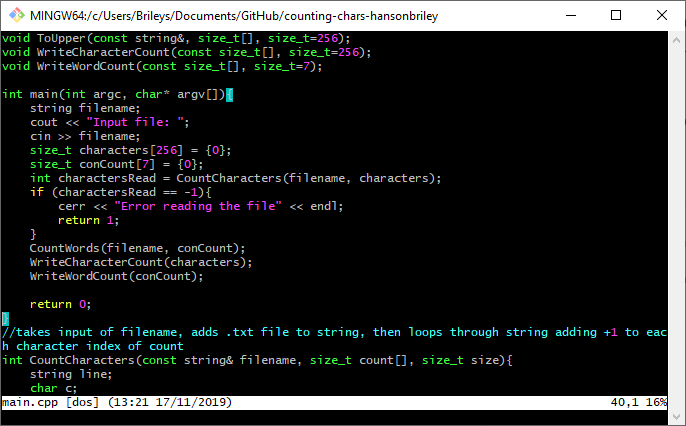 MINGW64:/c/Users/Brileys/Documents/GitHub/counting-chars-hansonbriley
void ToUpper(const string&, size_t[], size_t=256);
void WriteCharacterCount(const size_t[], size_t=256);
void WriteWordCount(const size_t[], size_t=7);

int main(int argc, char* argv[]){
    string filename;
    cout << "Input file: ";
    cin >> filename;
    size_t characters[256] = {0};
    size_t conCount[7] = {0};
    int charactersRead = CountCharacters(filename, characters);
    if (charactersRead == -1){
        cerr << "Error reading the file" << endl;
        return 1;
    }
    CountWords(filename, conCount);
    WriteCharacterCount(characters);
    WriteWordCount(conCount);

    return 0;
}
//takes input of filename, adds .txt file to string, then loops through string adding +1 to eac
h character index of count
int CountCharacters(const string& filename, size_t count[], size_t size){
    string line;
    char c;
main.cpp [dos] (13:21 17/11/2019) 40,1 16%